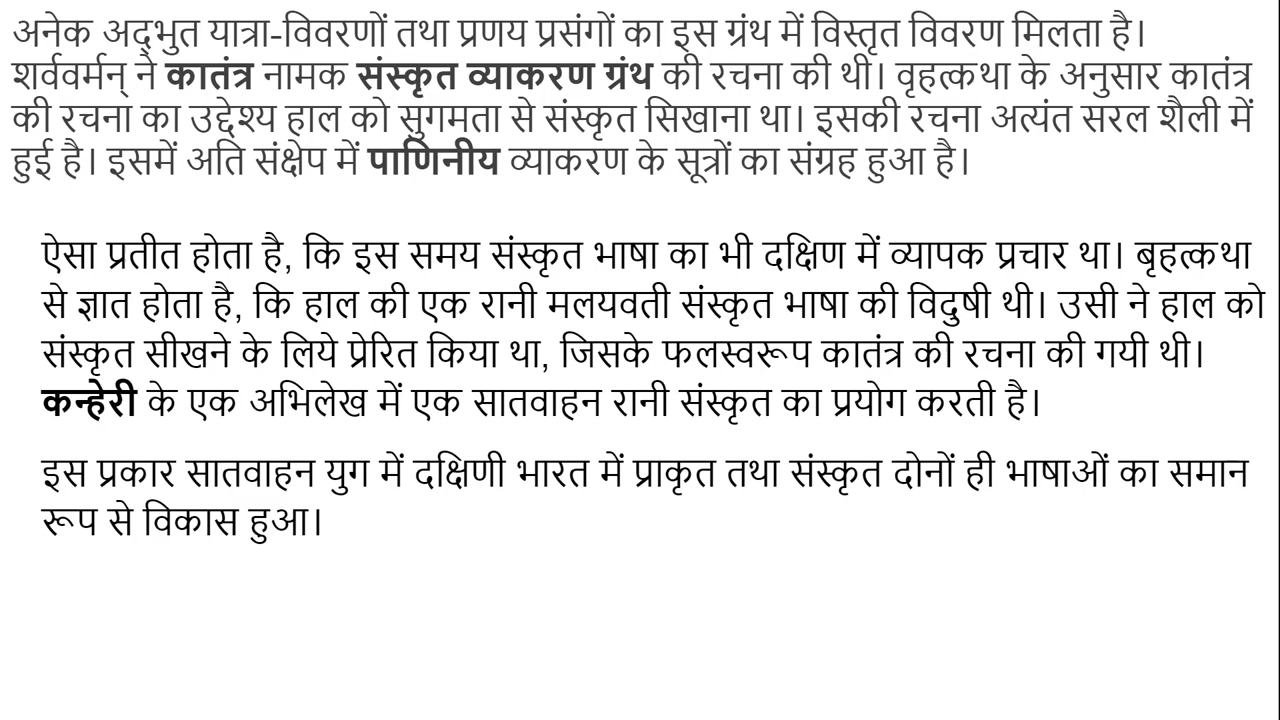 अनेक अद्भुत यात्रा-विवरणों तथा प्रणय प्रसंगों का इस ग्रंथ में विस्तृत विवरण मिलता है।
शर्ववर्मन् ने कातंत्र नामक संस्कृत व्याकरण ग्रंथ की रचना की थी। वृहत्कथा के अनुसार कातंत्र
की रचना का उद्देश्य हाल को सुगमता से संस्कृत सिखाना था। इसकी रचना अत्यंत सरल शैली में
हुई है। इसमें अति संक्षेप में पाणिनीय व्याकरण के सूत्रों का संग्रह हुआ है।
ऐसा प्रतीत होता है, कि इस समय संस्कृत भाषा का भी दक्षिण में व्यापक प्रचार था। बृहत्कथा
से ज्ञात होता है, कि हाल की एक रानी मलयवती संस्कृत भाषा की विदुषी थी। उसी ने हाल को
संस्कृत सीखने के लिये प्रेरित किया था, जिसके फलस्वरूप कातंत्र की रचना की गयी थी।
कन्हेरी के एक अभिलेख में एक सातवाहन रानी संस्कृत का प्रयोग करती है।
इस प्रकार सातवाहन युग में दक्षिणी भारत में प्राकृत तथा संस्कृत दोनों ही भाषाओं का समान
रूप से विकास हुआ।